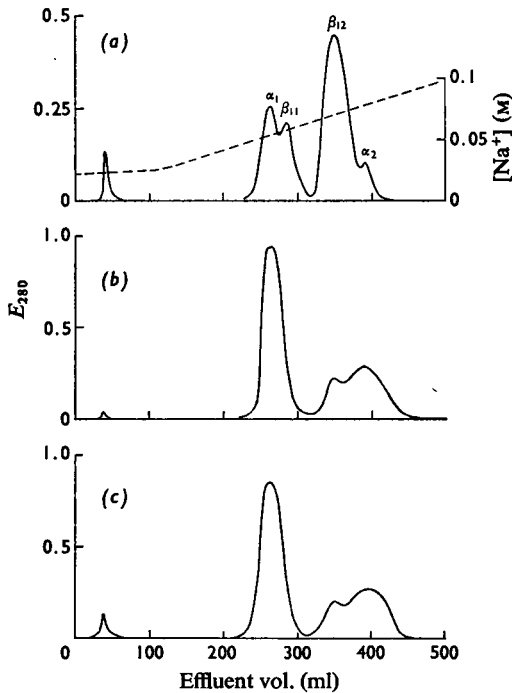 0.5
(a)
α₁
β₁₁
β₁₂
α₂
0.1
0.25
0.05
0
0
[Na⁺] (M)
1.0
(b)
0.5
0
E₂₈₀
1.0
(c)
0.5
0 100 200 300 400 500
Effluent vol. (ml)